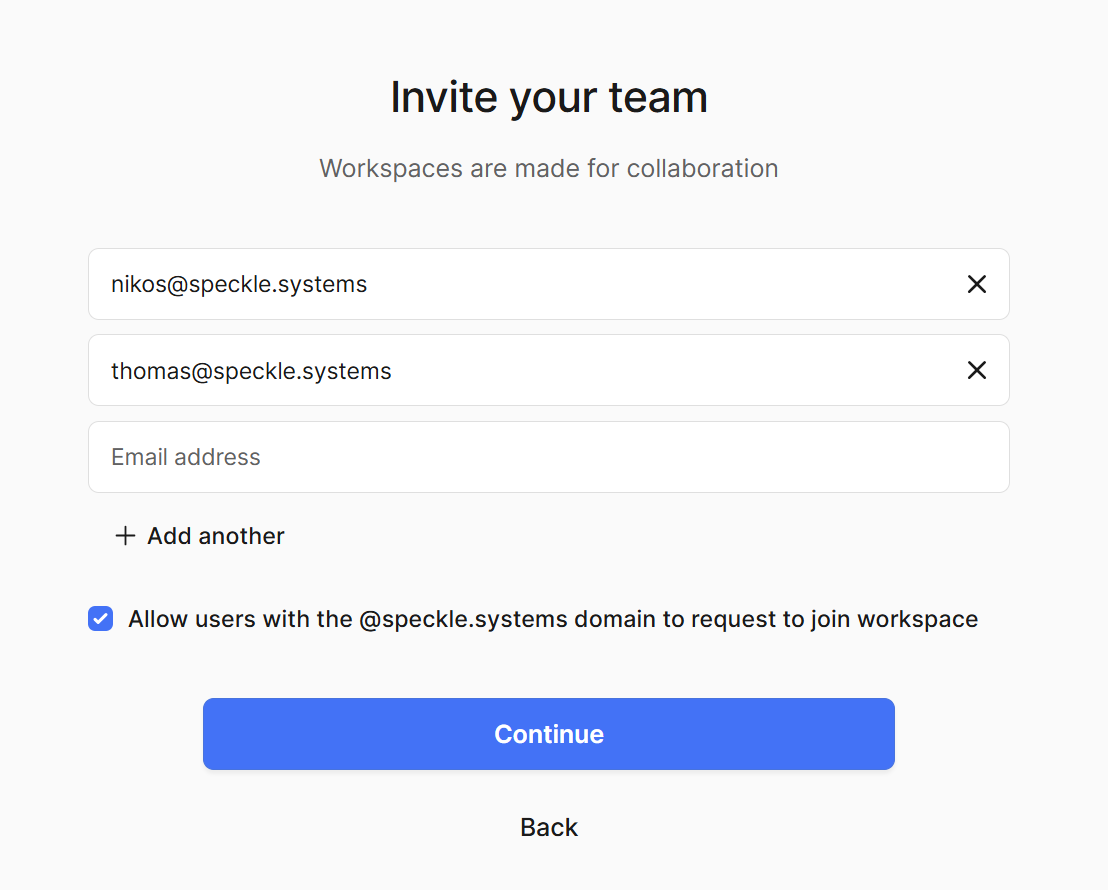 Invite your team
Workspaces are made for collaboration
nikos@speckle.systems
thomas@speckle.systems
Email address
Add another
Allow users with the @speckle.systems domain to request to join workspace
Continue
Back